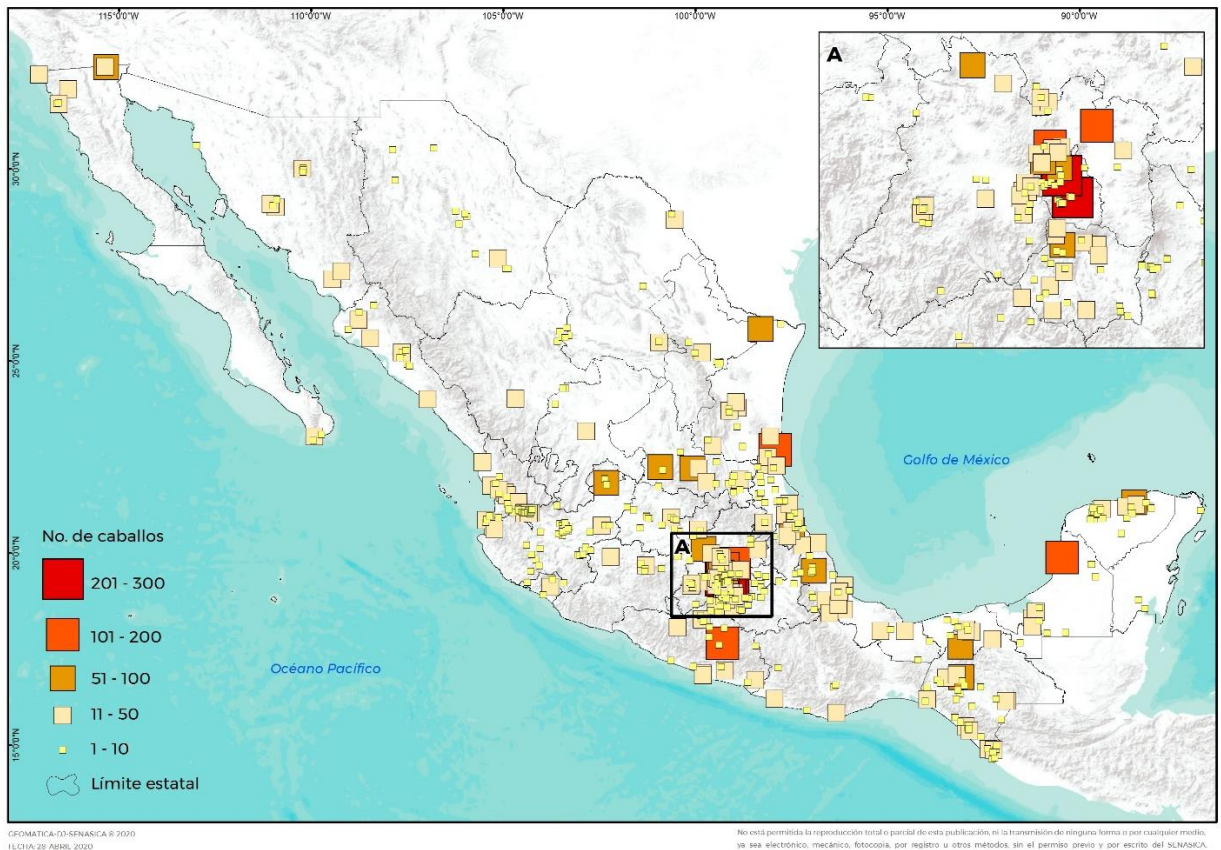 115°0'0"W 110°0'0"W 105°0'0"W 100°0'0"W 95°0'0"W 90°0'0"W
A
30°0'0"N
25°0'0"N
Golfo de México
No. de caballos
20°0'0"N
A
201 - 300
101 - 200
Océano Pacífico
51 - 100
11 - 50
15°0'0"N
1 - 10
Límite estatal
GEOMATICA-DJ-SENASICA ® 2020
FECHA: 28 ABRIL 2020
No está permitida la reproducción total o parcial de esta publicación, ni la transmisión de ninguna forma o por cualquier medio,
ya sea electrónico, mecánico, fotocopia, por registro u otros métodos, sin el permiso previo y por escrito del SENASICA.